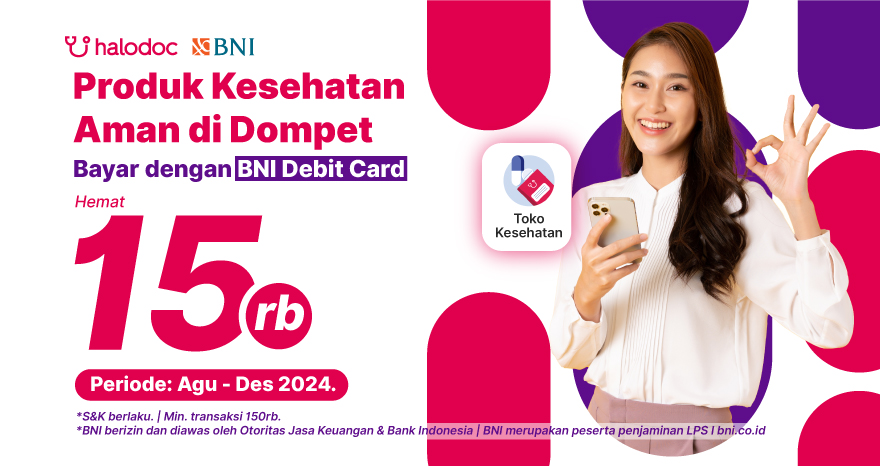 halodoc BNI
Produk Kesehatan
Aman di Dompet
Bayar dengan BNI Debit Card
Hemat
15rb
Toko
Kesehatan
Periode: Agu - Des 2024.
*S&K berlaku. | Min. transaksi 150rb.
*BNI berizin dan diawas oleh Otoritas Jasa Keuangan & Bank Indonesia | BNI merupakan peserta penjaminan LPS I bni.co.id